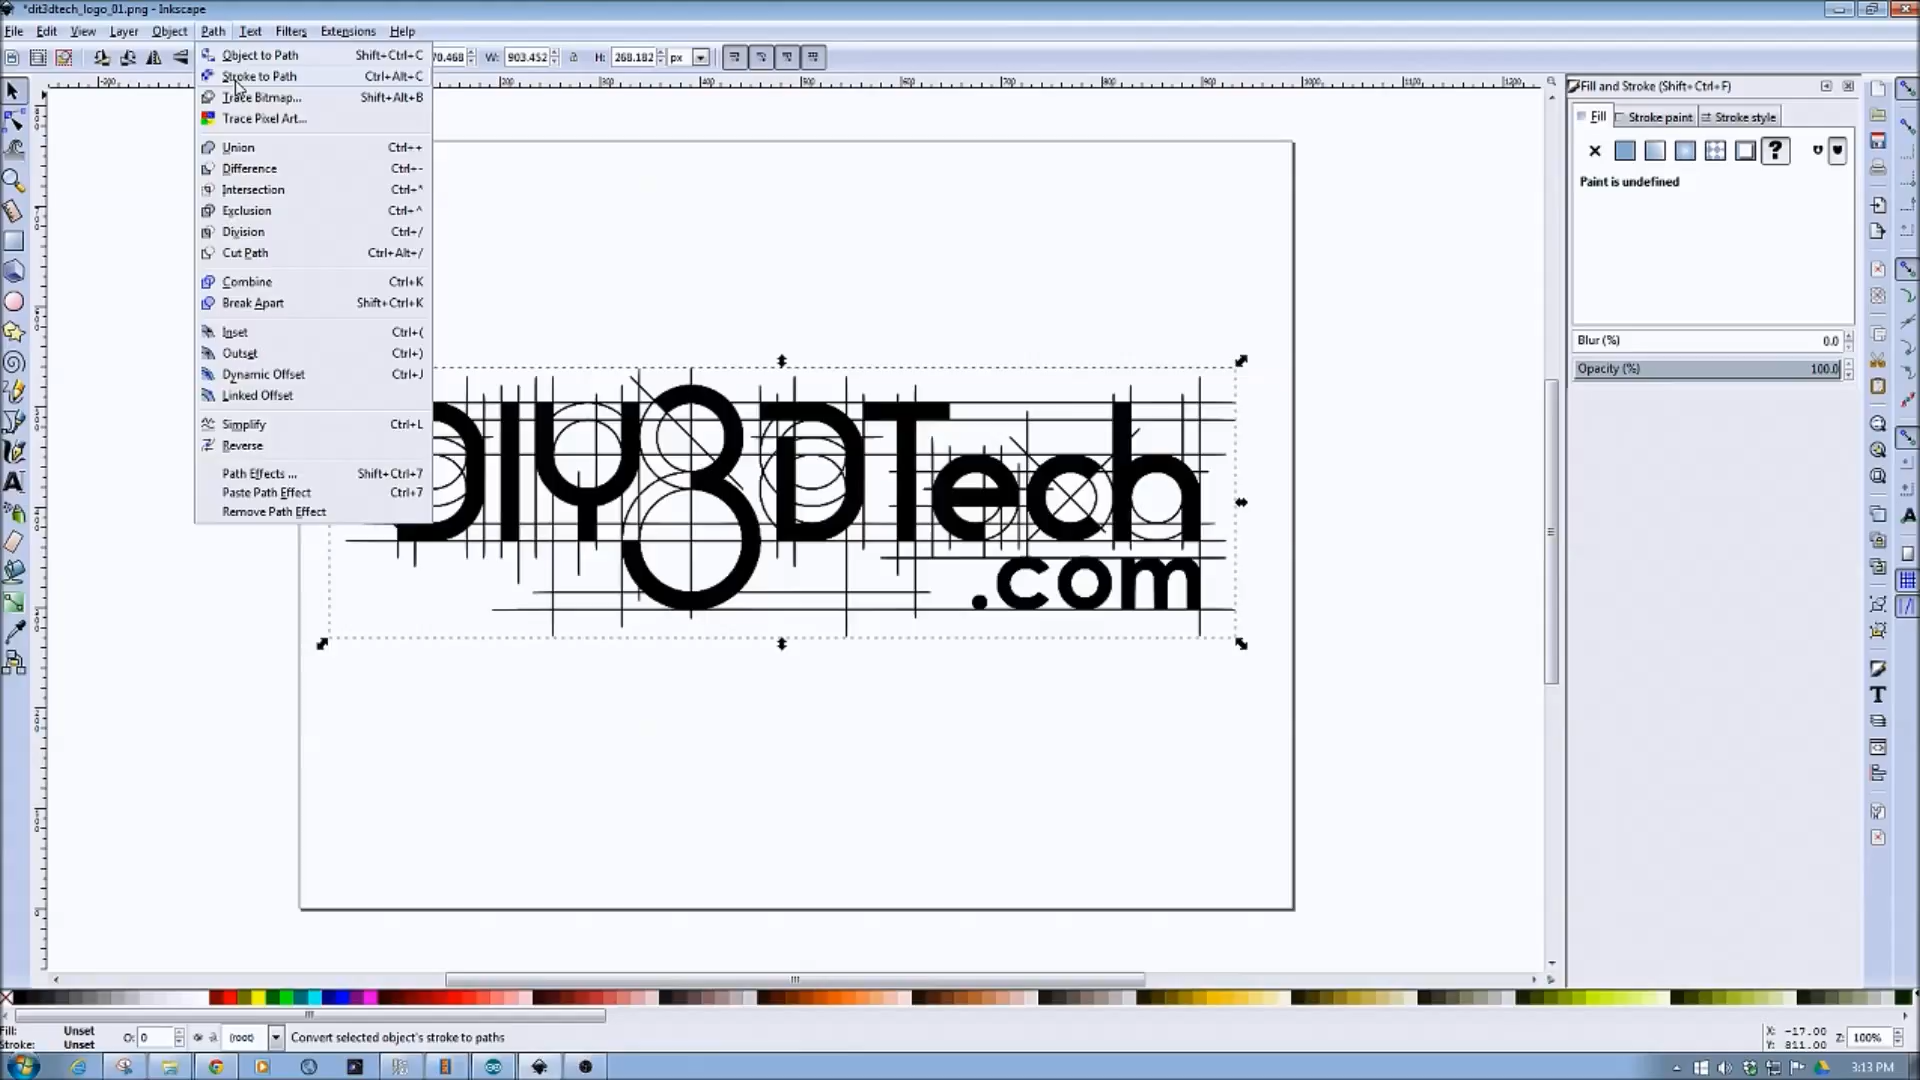 *dit3dtech_logo_01.png - Inkscape
File Edit View Layer Object Path Text Filters Extensions Help
70.468 W: 903.452 H: 268.182 px
Object to Path Shift+Ctrl+C
Stroke to Path Ctrl+Alt+C
Trace Bitmap... Shift+Alt+B
Trace Pixel Art...
Union Ctrl++
Difference Ctrl+-
Intersection Ctrl+*
Exclusion Ctrl+^
Division Ctrl+/
Cut Path Ctrl+Alt+/
Combine Ctrl+K
Break Apart Shift+Ctrl+K
Inset Ctrl+(
Outset Ctrl+)
Dynamic Offset Ctrl+J
Linked Offset
Simplify Ctrl+L
Reverse
Path Effects ... Shift+Ctrl+7
Paste Path Effect Ctrl+7
Remove Path Effect
DIY3DTech
.com
Fill and Stroke (Shift+Ctrl+F)
Fill Stroke paint Stroke style
Paint is undefined
Blur (%) 0.0
Opacity (%) 100.0
Fill: Unset
Stroke: Unset
O: 0
(root)
Convert selected object's stroke to paths
X: -17.00
Y: 811.00
Z: 100%
3:13 PM